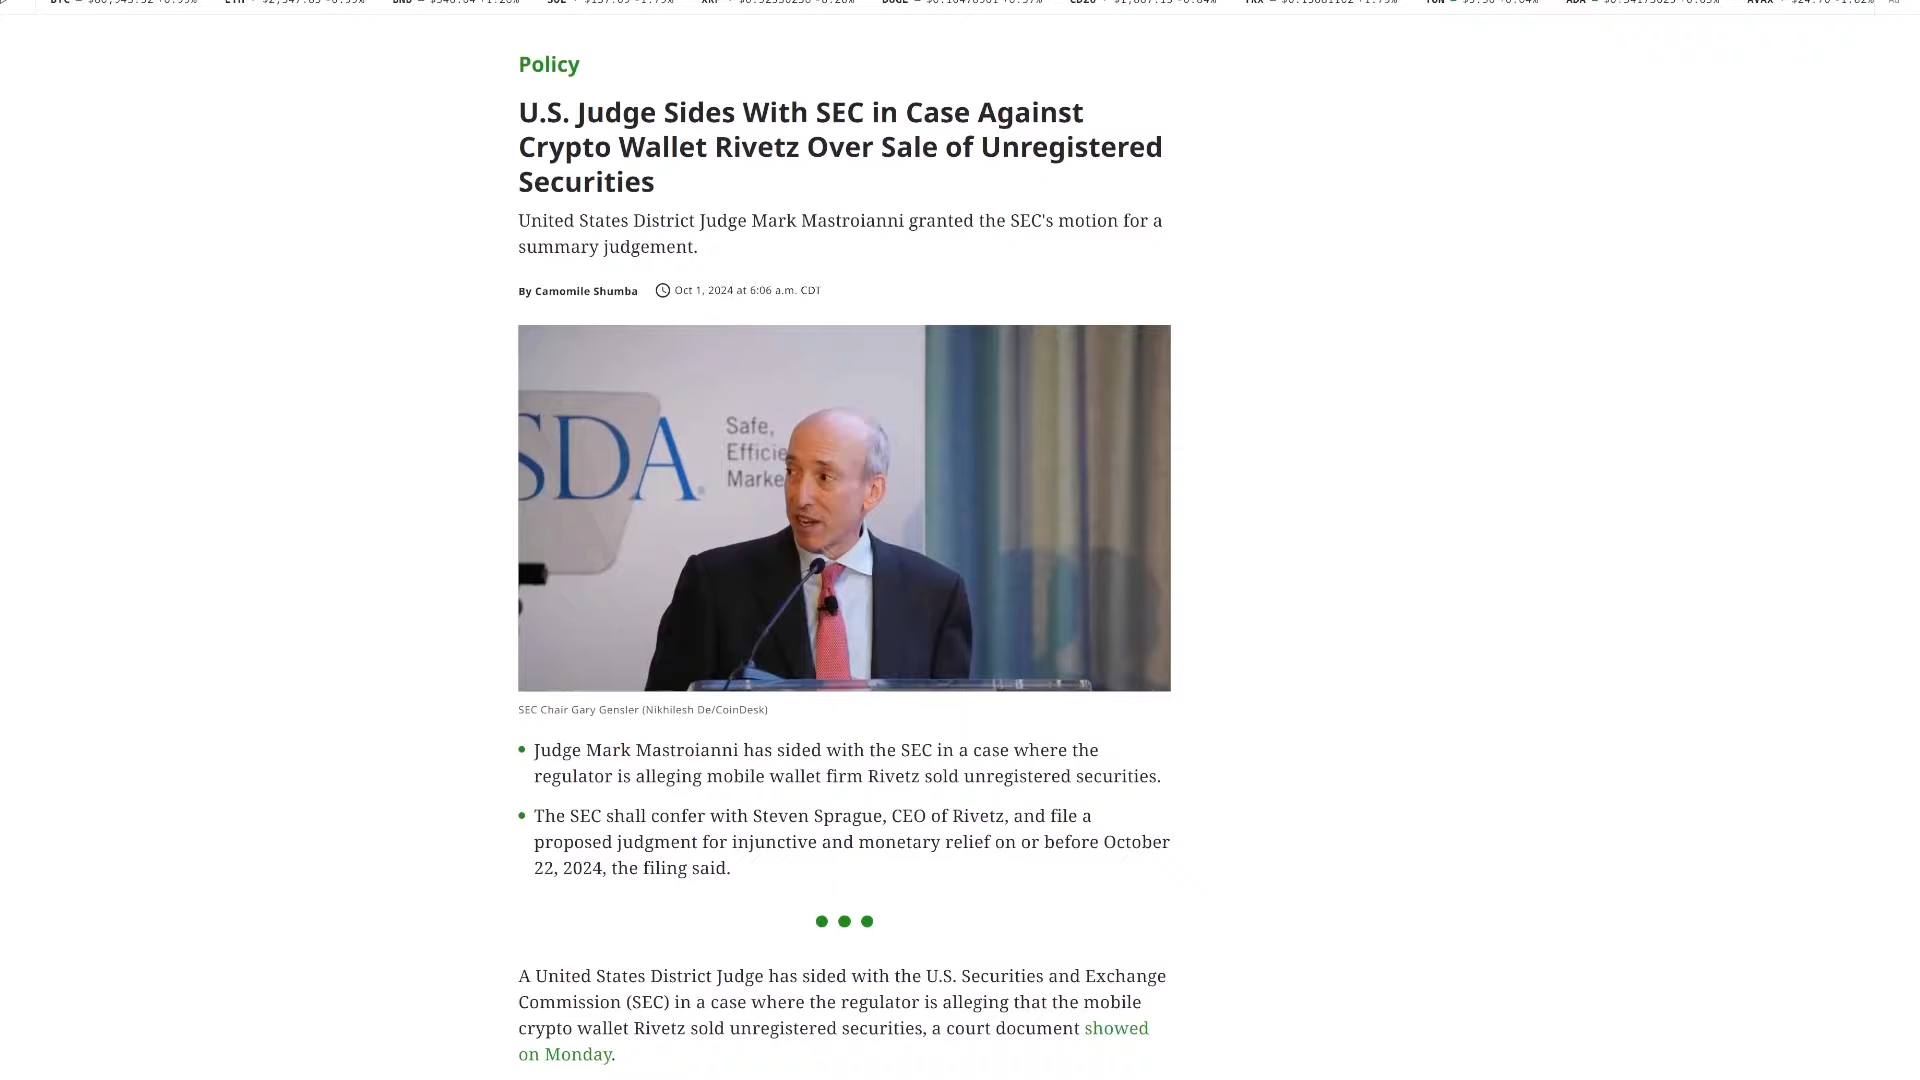 Policy
U.S. Judge Sides With SEC in Case Against
Crypto Wallet Rivetz Over Sale of Unregistered
Securities
United States District Judge Mark Mastroianni granted the SEC's motion for a
summary judgement.
By Camomile Shumba Oct 1, 2024 at 6:06 a.m. CDT
SDA
Safe,
Efficie
Marke
SEC Chair Gary Gensler (Nikhilesh De/CoinDesk)
Judge Mark Mastroianni has sided with the SEC in a case where the
regulator is alleging mobile wallet firm Rivetz sold unregistered securities.
The SEC shall confer with Steven Sprague, CEO of Rivetz, and file a
proposed judgment for injunctive and monetary relief on or before October
22, 2024, the filing said.
A United States District Judge has sided with the U.S. Securities and Exchange
Commission (SEC) in a case where the regulator is alleging that the mobile
crypto wallet Rivetz sold unregistered securities, a court document showed
on Monday.